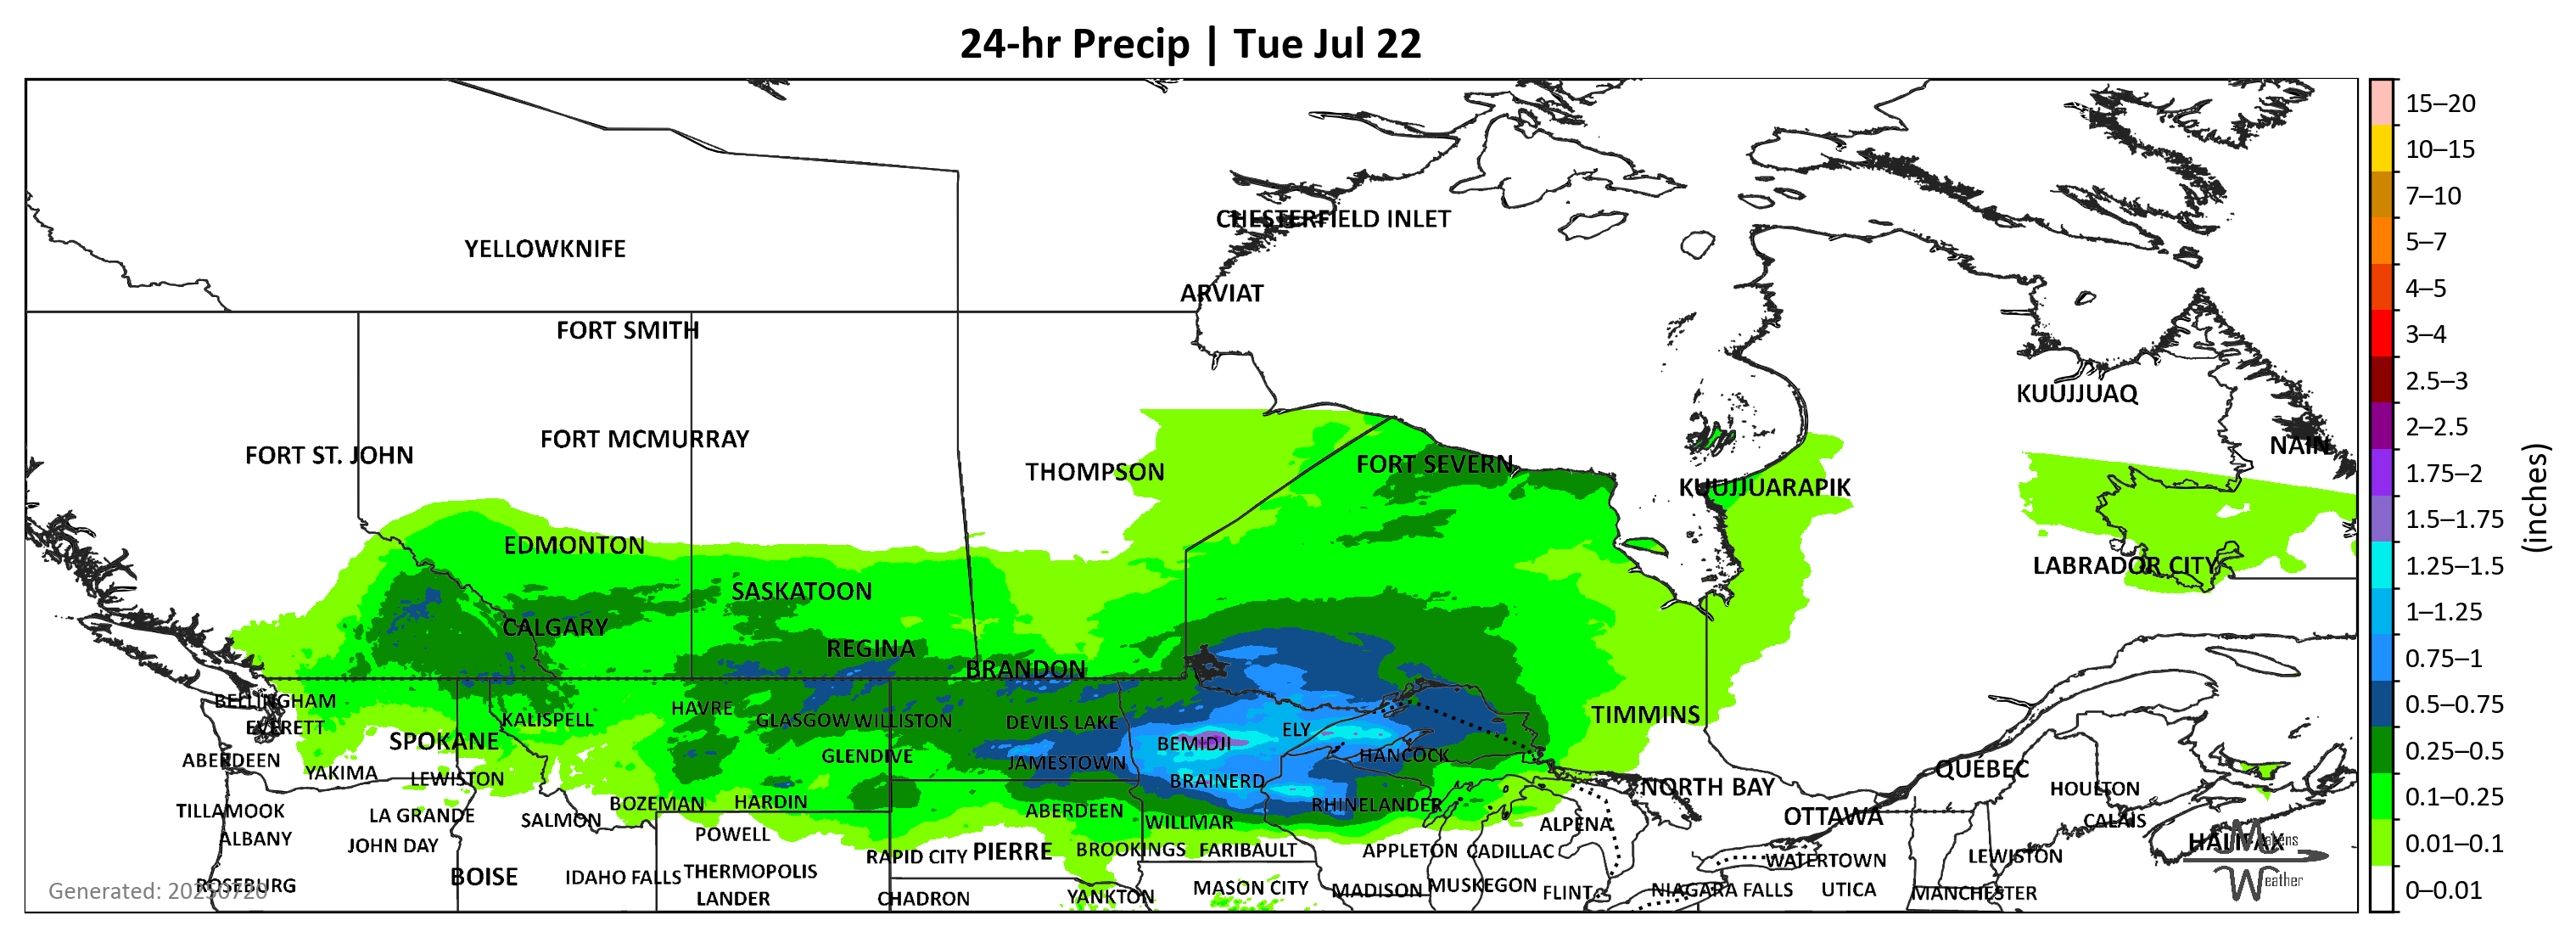 24-hr Precip | Tue Jul 22
15–20
10–15
7–10
5–7
4–5
3–4
2.5–3
2–2.5
1.75–2
1.5–1.75
1.25–1.5
1–1.25
0.75–1
0.5–0.75
0.25–0.5
0.1–0.25
0.01–0.1
0–0.01
(inches)
CHESTERFIELD INLET
YELLOWKNIFE
ARVIAT
FORT SMITH
KUUJJUAQ
FORT MCMURRAY
NAIN
FORT ST. JOHN
FORT SEVERN
THOMPSON
KUUJJUARAPIK
EDMONTON
LABRADOR CITY
SASKATOON
CALGARY
REGINA
BRANDON
BELLINGHAM
HAVRE
TIMMINS
KALISPELL
GLASGOW WILLISTON
DEVILS LAKE
EVERETT
ELY
SPOKANE
BEMIDJI
ABERDEEN
GLENDIVE
HANCOCK
JAMESTOWN
QUÉBEC
YAKIMA
LEWISTON
BRAINERD
NORTH BAY
HOULTON
BOZEMAN
HARDIN
RHINELANDER
TILLAMOOK
LA GRANDE
ABERDEEN
OTTAWA
SALMON
WILLMAR
ALPENA
CALAIS
ALBANY
POWELL
JOHN DAY
HALIFAX
RAPID CITY
PIERRE
BROOKINGS
FARIBAULT
APPLETON
CADILLAC
WATERTOWN
LEWISTON
THERMOPOLIS
BOISE
IDAHO FALLS
Weather
ROSEBURG
MASON CITY
MADISON
MUSKEGON
FLINT
NIAGARA FALLS
UTICA
MANCHESTER
LANDER
CHADRON
YANKTON
Generated: 20250720